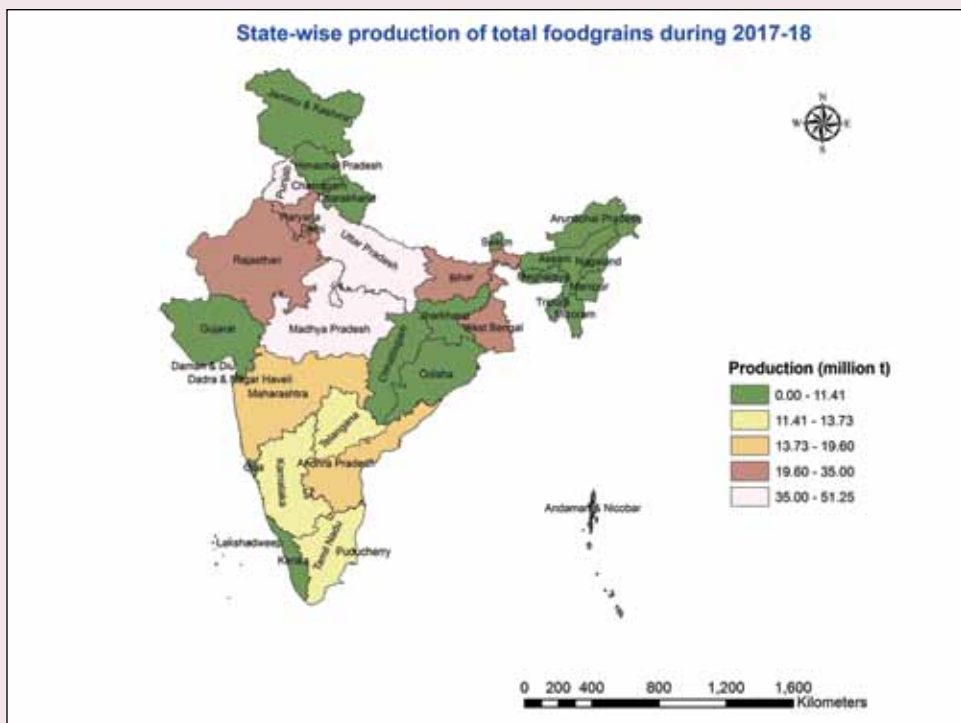 State-wise production of total foodgrains during 2017-18
N
W E
S
Jammu & Kashmir
Himachal Pradesh
Punjab
Chandigarh
Uttarakhand
Haryana
Delhi
Uttar Pradesh
Arunachal Pradesh
Sikkim
Assam
Nagaland
Meghalaya
Manipur
Tripura
Mizoram
Rajasthan
Bihar
Jharkhand
West Bengal
Gujarat
Madhya Pradesh
Chhattisgarh
Odisha
Daman & Diu
Dadra & Nagar Haveli
Maharashtra
Telangana
Goa
Karnataka
Andhra Pradesh
Andaman & Nicobar
Lakshadweep
Kerala
Tamil Nadu
Puducherry
Production (million t)
0.00 - 11.41
11.41 - 13.73
13.73 - 19.60
19.60 - 35.00
35.00 - 51.25
0 200 400 800 1,200 1,600
Kilometers